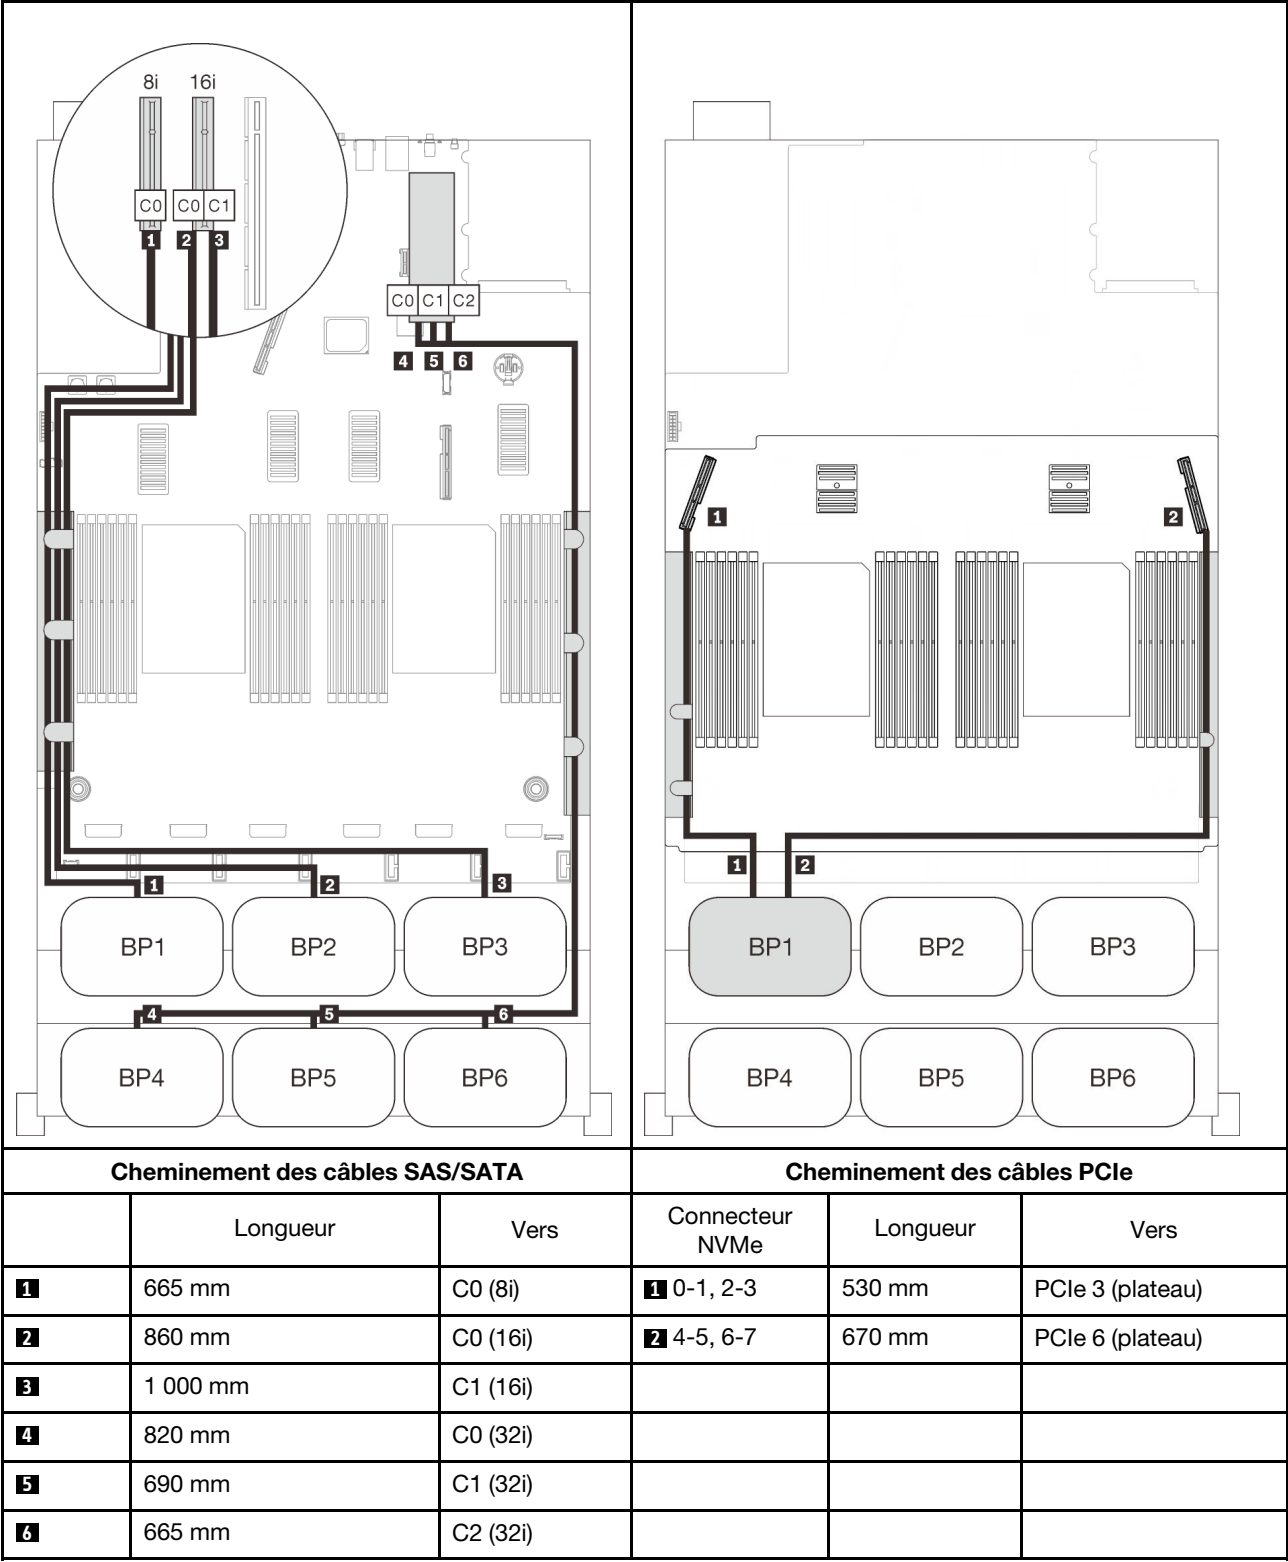 8i 16i
C0 C0 C1
1 2 3
C0 C1 C2
4 5 6
1 2 3
BP1 BP2 BP3
4 5 6
BP4 BP5 BP6
1 2
1 2
BP1 BP2 BP3
BP4 BP5 BP6
Cheminement des câbles SAS/SATA
Cheminement des câbles PCIe
Longueur Vers
Connecteur
NVMe
Longueur Vers
1 665 mm C0 (8i) 1 0-1, 2-3 530 mm PCIe 3 (plateau)
2 860 mm C0 (16i) 2 4-5, 6-7 670 mm PCIe 6 (plateau)
3 1 000 mm C1 (16i)
4 820 mm C0 (32i)
5 690 mm C1 (32i)
6 665 mm C2 (32i)